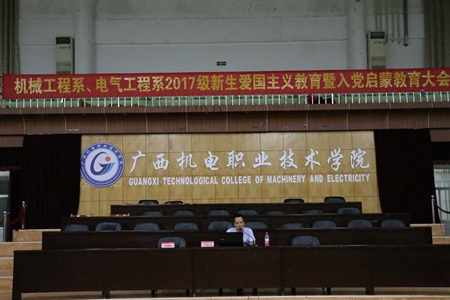 机械工程系、电气工程系2017级新生爱国主义教育暨入党启蒙教育大会
广西机电职业技术学院
GUANGXI TECHNOLOGICAL COLLEGE OF MACHINERY AND ELECTRICITY